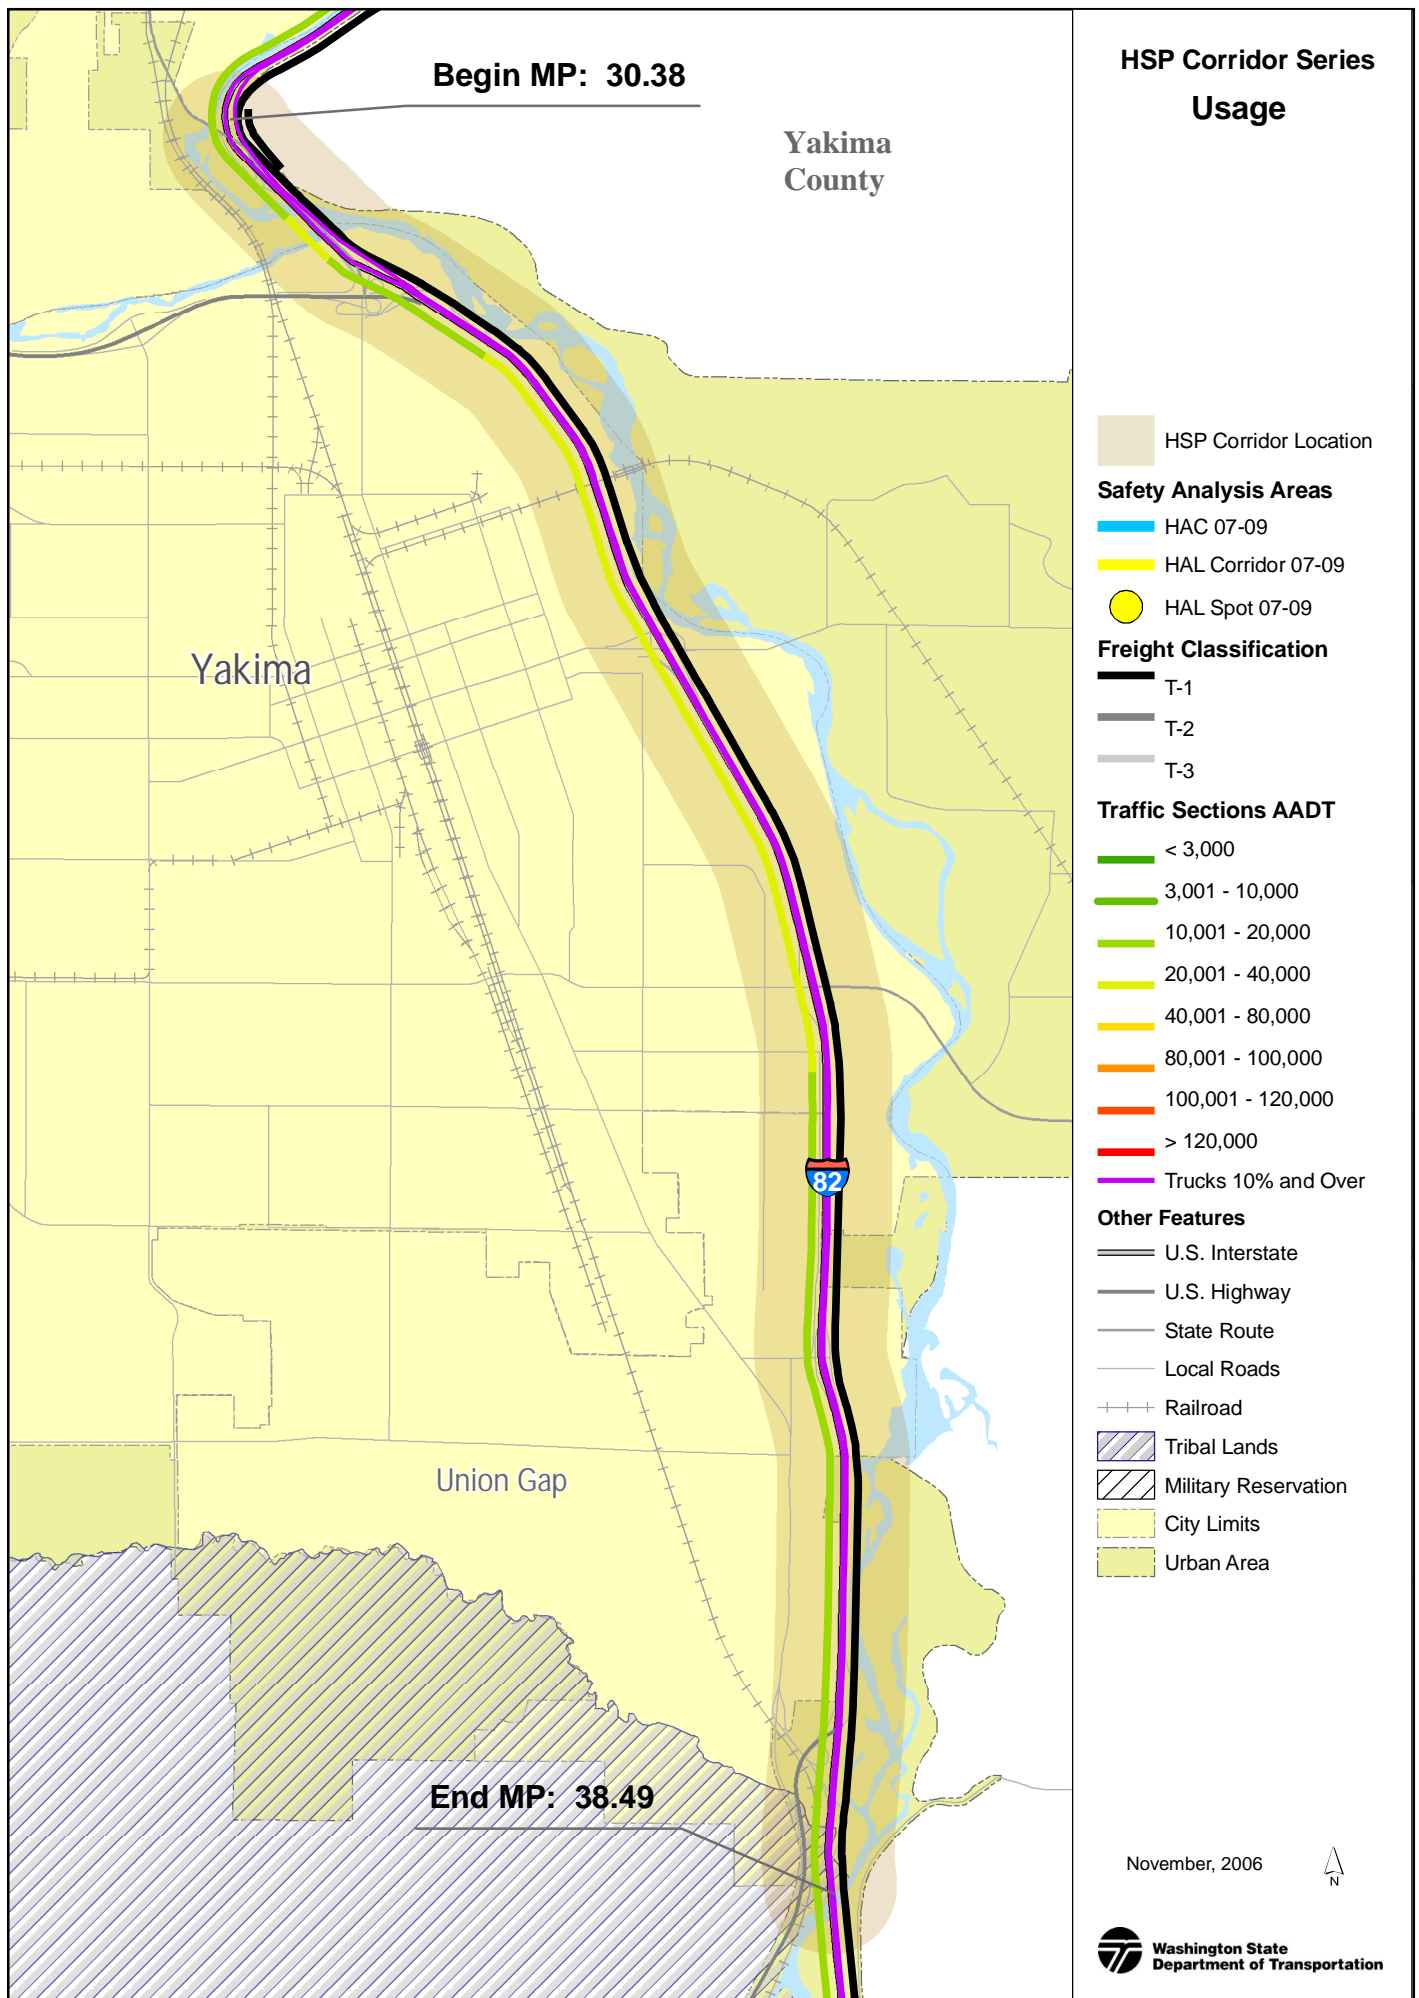 Begin MP: 30.38
Yakima
County
Yakima
82
Union Gap
End MP: 38.49
HSP Corridor Series
Usage
HSP Corridor Location
Safety Analysis Areas
HAC 07-09
HAL Corridor 07-09
HAL Spot 07-09
Freight Classification
T-1
T-2
T-3
Traffic Sections AADT
< 3,000
3,001 - 10,000
10,001 - 20,000
20,001 - 40,000
40,001 - 80,000
80,001 - 100,000
100,001 - 120,000
> 120,000
Trucks 10% and Over
Other Features
U.S. Interstate
U.S. Highway
State Route
Local Roads
Railroad
Tribal Lands
Military Reservation
City Limits
Urban Area
November, 2006
N
Washington State
Department of Transportation